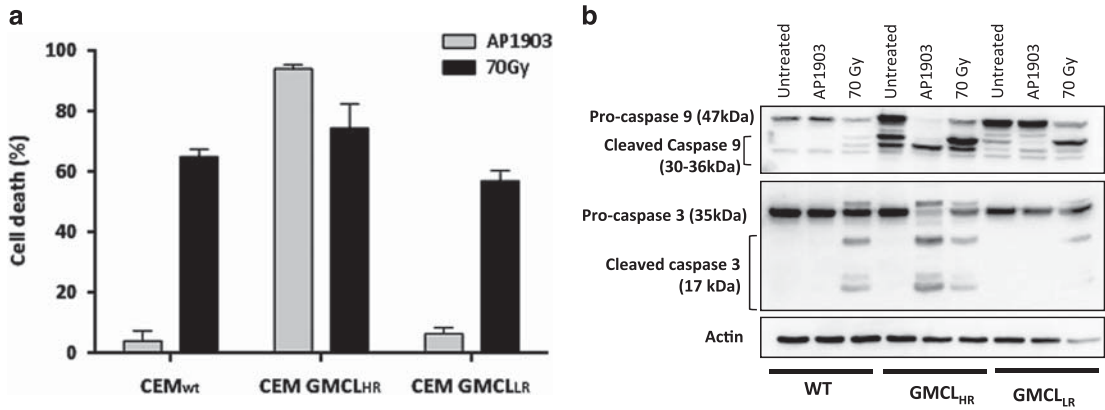 a
Cell death (%)
100
80
60
40
20
0
AP1903
70Gy
CEMwt
CEM GMCLHR
CEM GMCLLR
b
Untreated
AP1903
70 Gy
Untreated
AP1903
70 Gy
Untreated
AP1903
70 Gy
Pro-caspase 9 (47kDa)
Cleaved Caspase 9
(30-36kDa)
Pro-caspase 3 (35kDa)
Cleaved caspase 3
(17 kDa)
Actin
WT
GMCLHR
GMCLLR